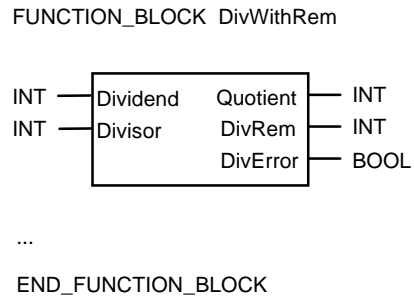 FUNCTION_BLOCK DivWithRem
INT Dividend Quotient INT
INT Divisor DivRem INT
DivError BOOL
...
END_FUNCTION_BLOCK